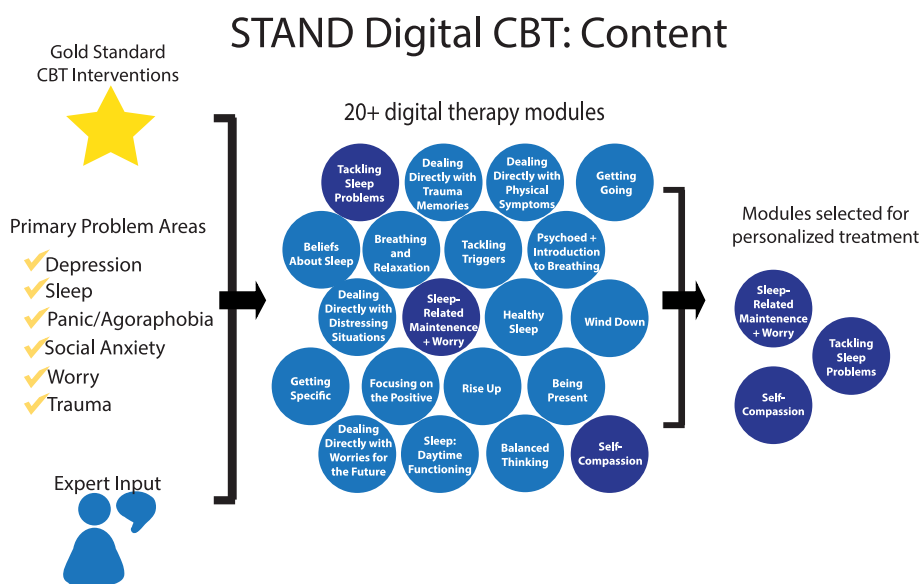 STAND Digital CBT: Content
Gold Standard
CBT Interventions
Primary Problem Areas
Depression
Sleep
Panic/Agoraphobia
Social Anxiety
Worry
Trauma
Expert Input
20+ digital therapy modules
Tackling
Sleep
Problems
Dealing
Directly with
Trauma
Memories
Dealing
Directly with
Physical
Symptoms
Getting
Going
Beliefs
About Sleep
Breathing
and
Relaxation
Tackling
Triggers
Psychoed +
Introduction
to Breathing
Dealing
Directly with
Distressing
Situations
Sleep-
Related
Maintenence
+ Worry
Healthy
Sleep
Wind Down
Getting
Specific
Focusing on
the Positive
Rise Up
Being
Present
Dealing
Directly with
Worries for
the Future
Sleep:
Daytime
Functioning
Balanced
Thinking
Self-
Compassion
Modules selected for
personalized treatment
Sleep-
Related
Maintenence
+ Worry
Tackling
Sleep
Problems
Self-
Compassion